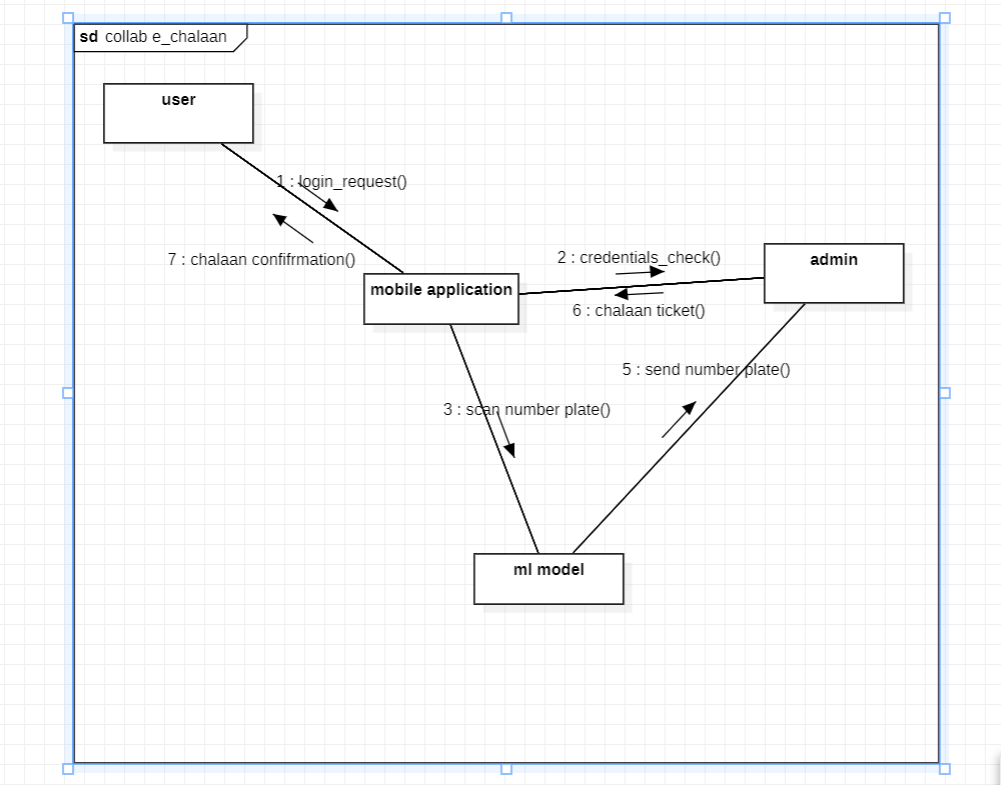 sd collab e_chalaan
user
1 : login_request()
7 : chalaan confifrmation()
mobile application
2 : credentials_check()
6 : chalaan ticket()
admin
5 : send number plate()
3 : scan number plate()
ml model